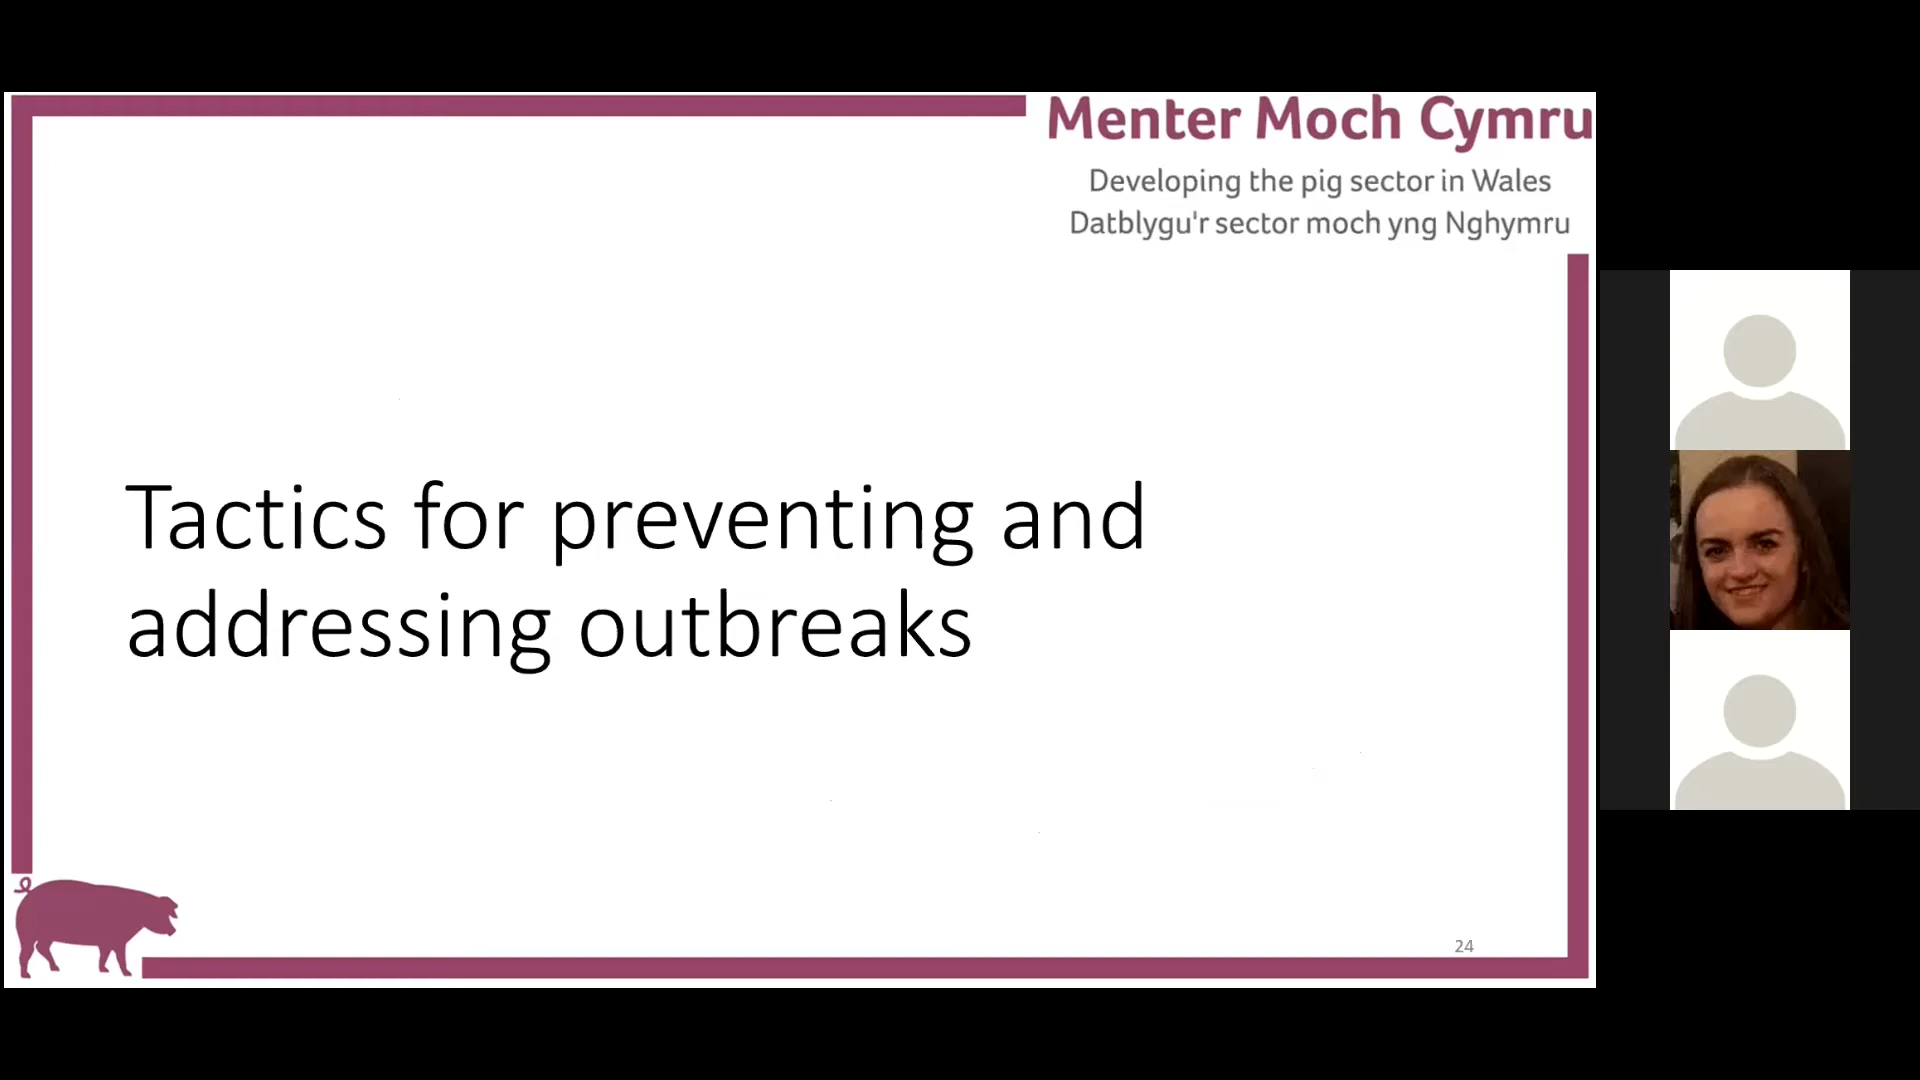 Menter Moch Cymru
Developing the pig sector in Wales
Datblygu'r sector moch yng Nghymru
Tactics for preventing and
addressing outbreaks
24